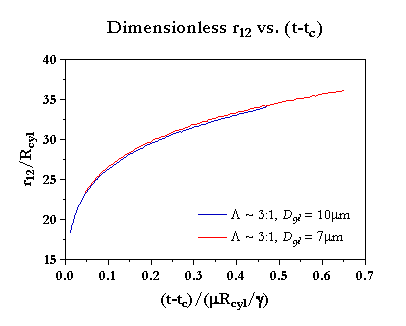 Dimensionless r12 vs. (t-tc)
40
35
30
25
20
15
r12/Rcyl
Λ ~ 3:1, Dgl = 10μm
Λ ~ 3:1, Dgl = 7μm
0.0 0.1 0.2 0.3 0.4 0.5 0.6 0.7
(t-tc)/(μRcyl/γ)